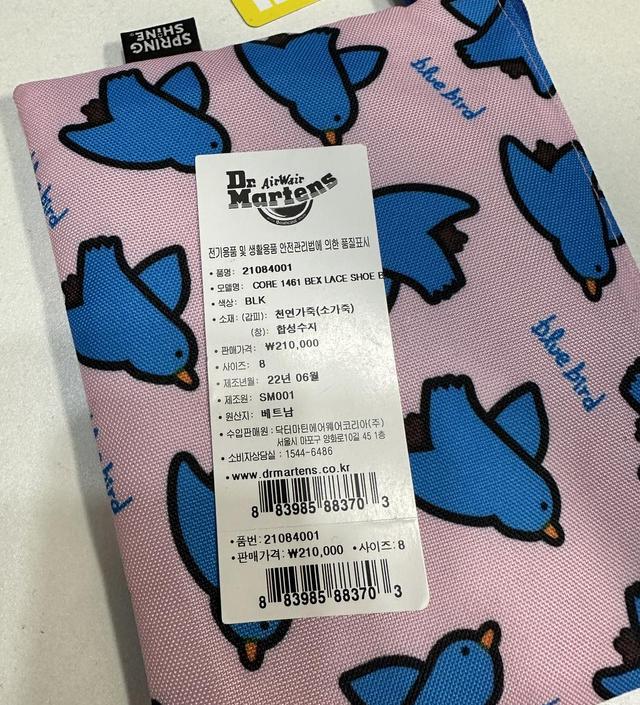 SPRING
SHINE.
blue bird
blue bird
Dr. AirWair
Martens
전기용품 및 생활용품 안전관리법에 의한 품질표시
• 품명: 21084001
• 모델명: CORE 1461 BEX LACE SHOE B
• 색상: BLK
• 소재: (갑피): 천연가죽(소가죽)
(창): 합성수지
• 판매가격: ₩210,000
• 사이즈: 8
• 제조년월: 22년 06월
• 제조원: SM001
• 원산지: 베트남
• 수입판매원: 닥터마틴에어웨어코리아(주)
서울시 마포구 양화로10길 45 1층
• 소비자상담실: 1544-6486
• www.drmartens.co.kr
8 83985 88370 3
• 품번: 21084001
• 판매가격: ₩210,000 • 사이즈: 8
8 83985 88370 3
blue bird
bird